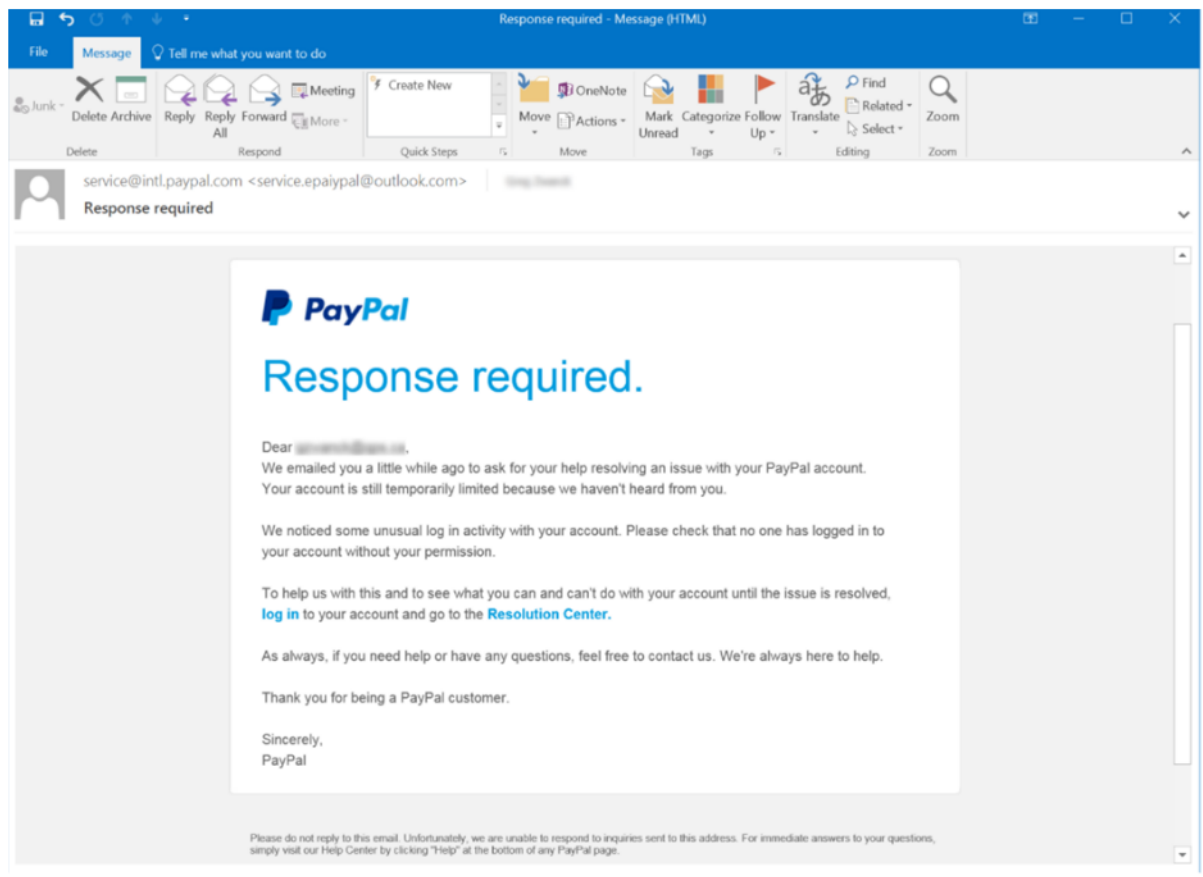 Response required - Message (HTML)
File Message Tell me what you want to do
Junk
Delete Archive
Reply Reply All Forward
Meeting
More
Create New
Move
OneNote
Actions
Mark Unread Categorize Follow Up
Translate
Find
Related
Select
Zoom
Delete Respond Quick Steps Move Tags Editing Zoom
service@intl.paypal.com <service.epaiypal@outlook.com>
Response required
PayPal
Response required.
Dear ,
We emailed you a little while ago to ask for your help resolving an issue with your PayPal account.
Your account is still temporarily limited because we haven't heard from you.
We noticed some unusual log in activity with your account. Please check that no one has logged in to
your account without your permission.
To help us with this and to see what you can and can't do with your account until the issue is resolved,
log in to your account and go to the Resolution Center.
As always, if you need help or have any questions, feel free to contact us. We're always here to help.
Thank you for being a PayPal customer.
Sincerely,
PayPal
Please do not reply to this email. Unfortunately, we are unable to respond to inquiries sent to this address. For immediate answers to your questions,
simply visit our Help Center by clicking "Help" at the bottom of any PayPal page.